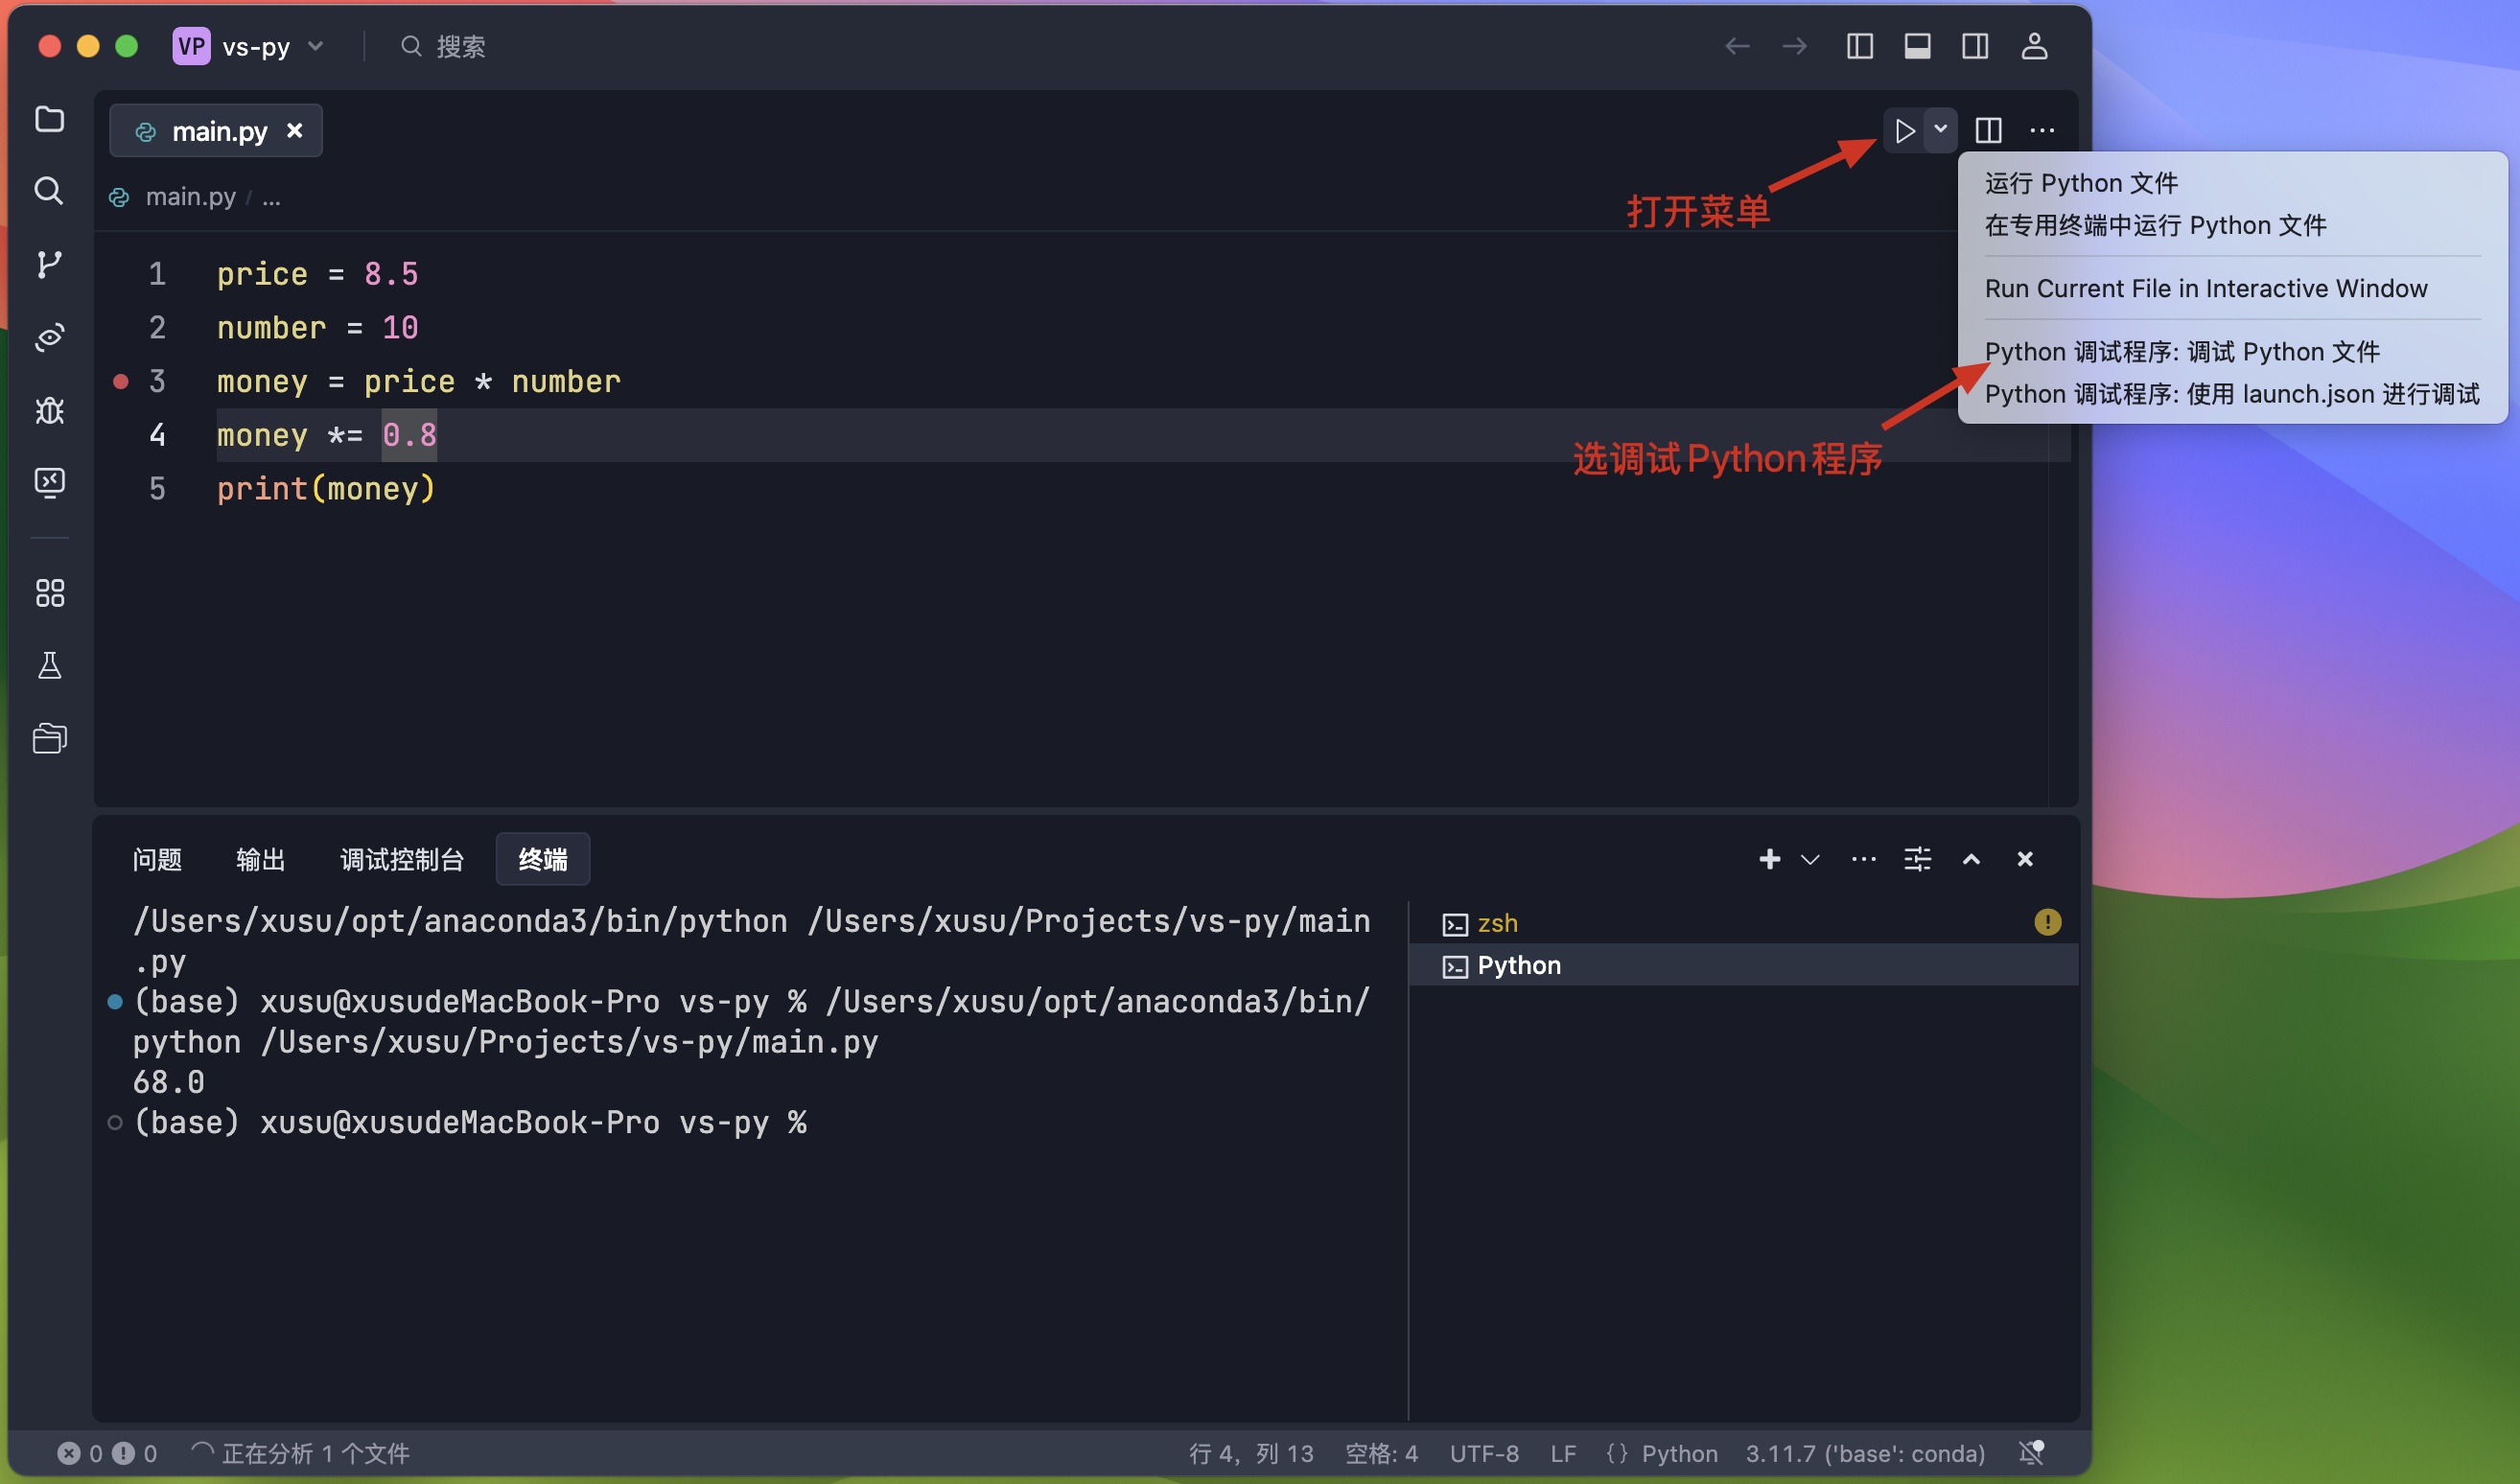 VP vs-py 搜索
main.py
main.py / ...
打开菜单
运行 Python 文件
在专用终端中运行 Python 文件
Run Current File in Interactive Window
Python 调试程序: 调试 Python 文件
Python 调试程序: 使用 launch.json 进行调试
选调试Python程序
1 price = 8.5
2 number = 10
3 money = price * number
4 money *= 0.8
5 print(money)
问题 输出 调试控制台 终端
/Users/xusu/opt/anaconda3/bin/python /Users/xusu/Projects/vs-py/main
.py
(base) xusu@xusudeMacBook-Pro vs-py % /Users/xusu/opt/anaconda3/bin/
python /Users/xusu/Projects/vs-py/main.py
68.0
(base) xusu@xusudeMacBook-Pro vs-py %
zsh
Python
0 0 正在分析 1 个文件 行 4，列 13 空格: 4 UTF-8 LF {} Python 3.11.7 ('base': conda)